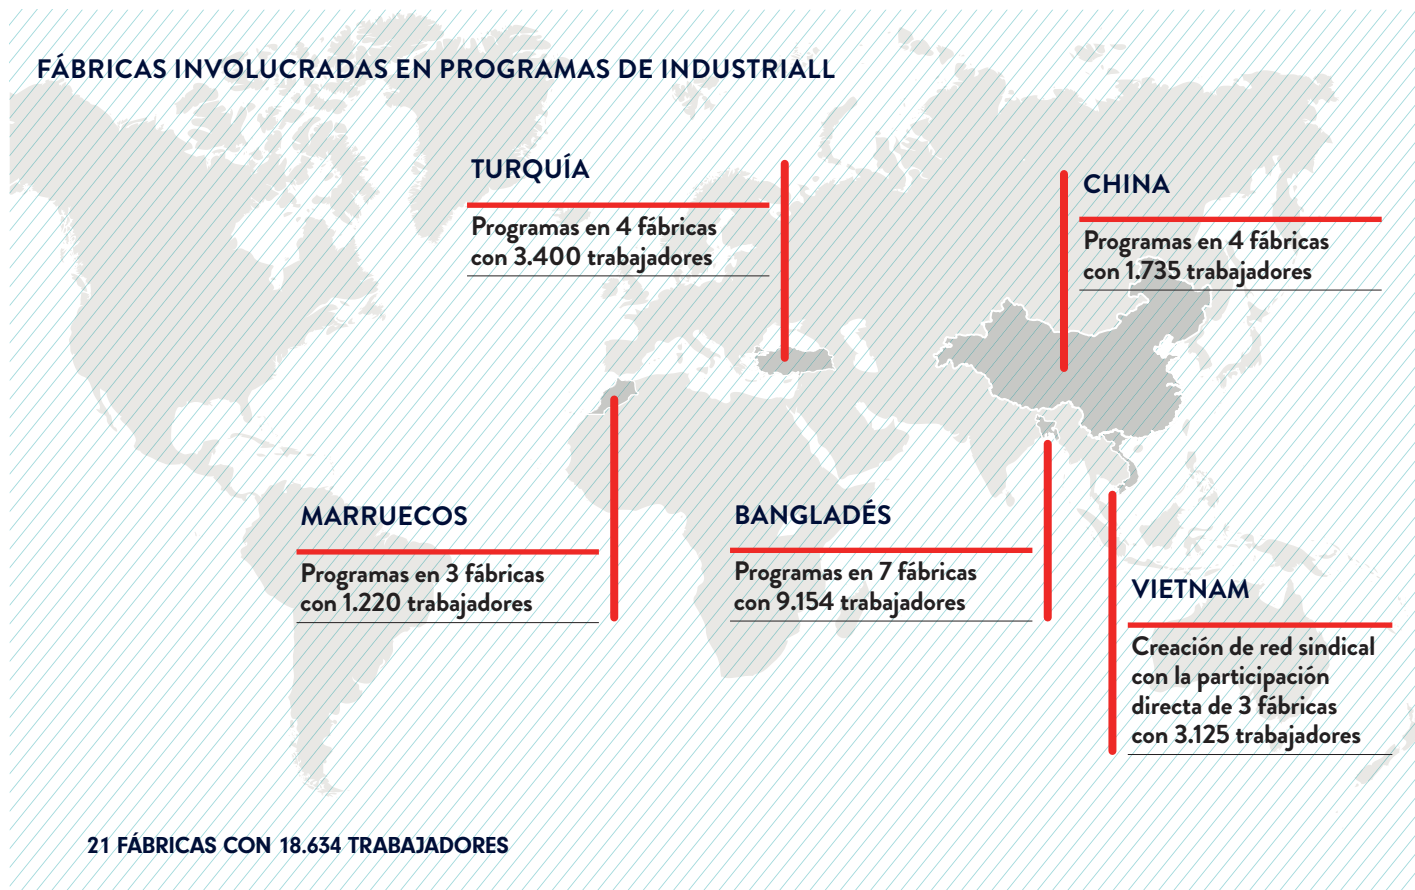 FÁBRICAS INVOLUCRADAS EN PROGRAMAS DE INDUSTRIALL
TURQUÍA
Programas en 4 fábricas
con 3.400 trabajadores
CHINA
Programas en 4 fábricas
con 1.735 trabajadores
MARRUECOS
Programas en 3 fábricas
con 1.220 trabajadores
BANGLADÉS
Programas en 7 fábricas
con 9.154 trabajadores
VIETNAM
Creación de red sindical
con la participación
directa de 3 fábricas
con 3.125 trabajadores
21 FÁBRICAS CON 18.634 TRABAJADORES